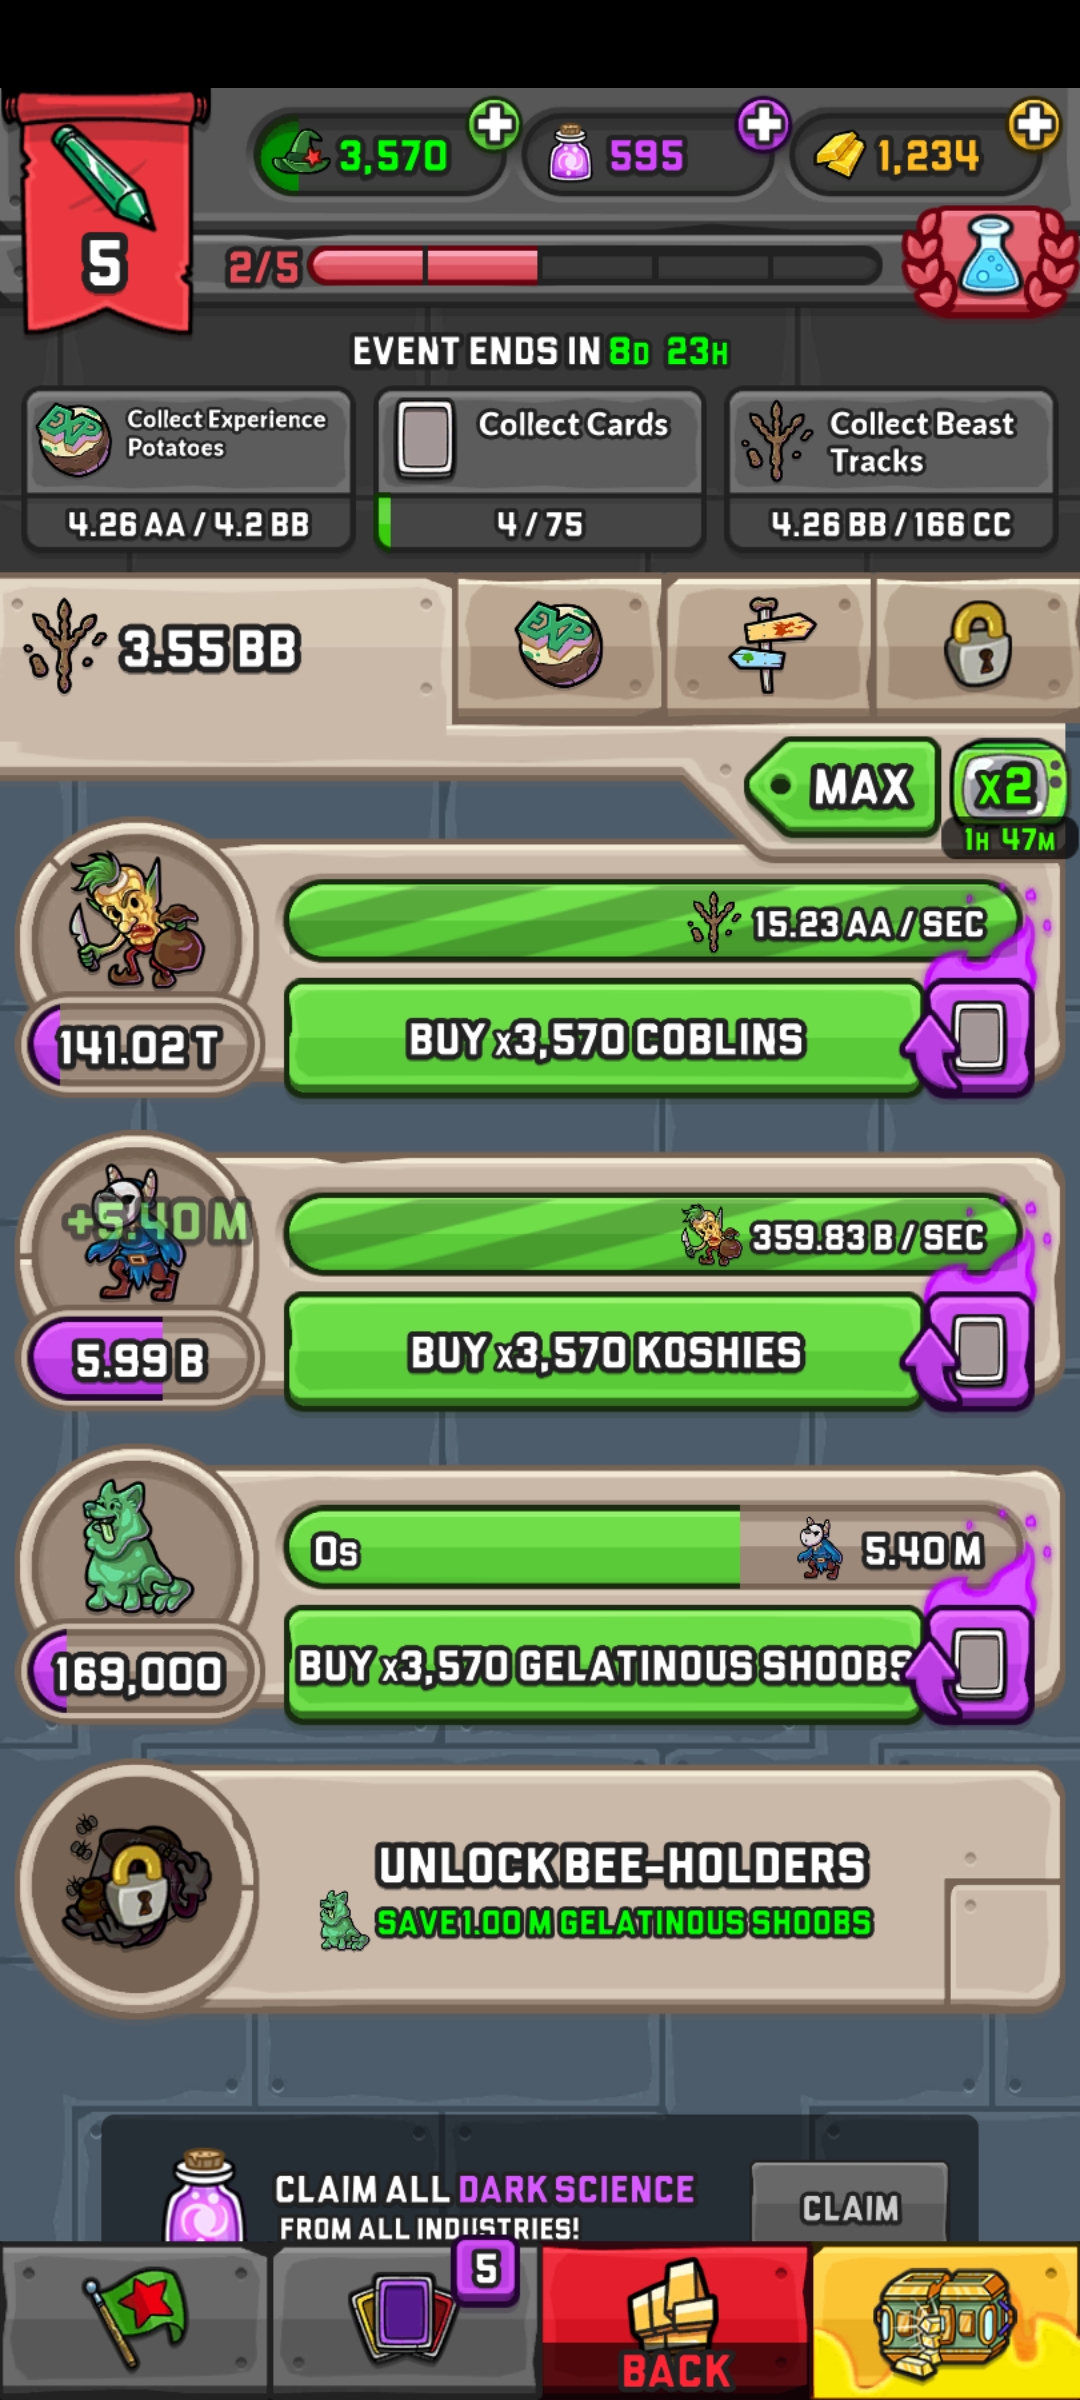 3,570
595
1,234
5
2/5
EVENT ENDS IN 8D 23H
EXP
Collect Experience
Potatoes
4.26 AA / 4.2 BB
Collect Cards
4 / 75
Collect Beast
Tracks
4.26 BB / 166 CC
3.55 BB
EXP
MAX
x2
1H 47M
15.23 AA / SEC
141.02 T
BUY x3,570 COBLINS
+5.40 M
359.83 B / SEC
5.99 B
BUY x3,570 KOSHIES
0s
5.40 M
169,000
BUY x3,570 GELATINOUS SHOOBS
UNLOCK BEE-HOLDERS
SAVE 1.00 M GELATINOUS SHOOBS
CLAIM ALL DARK SCIENCE
FROM ALL INDUSTRIES!
CLAIM
5
BACK